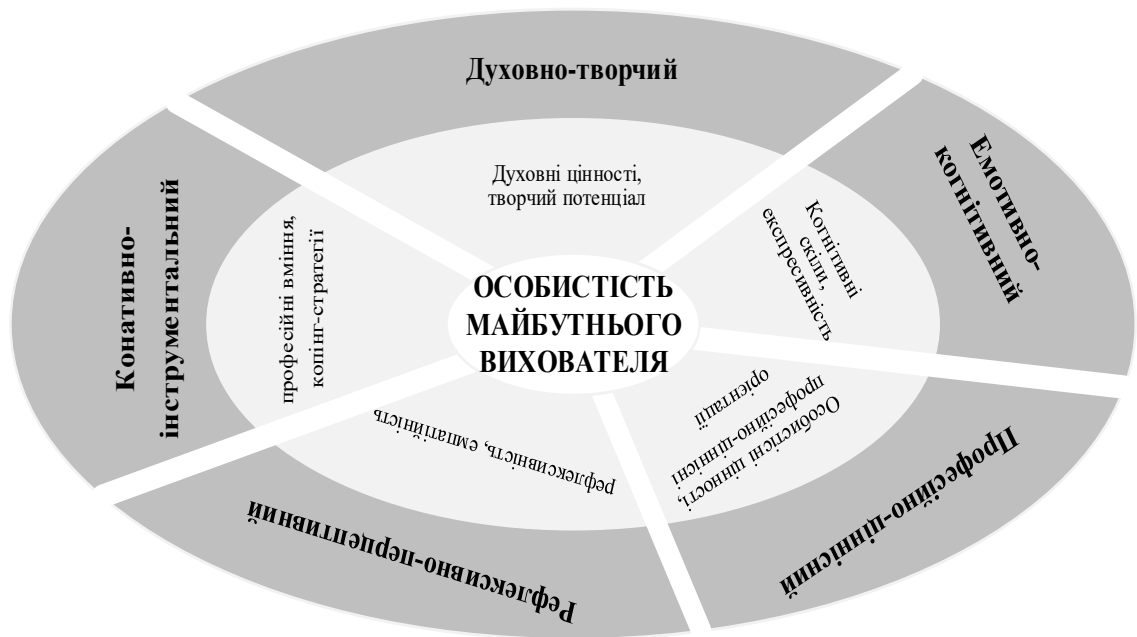 Духовно-творчий
Духовні цінності,
творчий потенціал
Емотивно-
когнітивний
Когнітивні
скіли,
експресивність
ОСОБИСТІСТЬ
МАЙБУТНЬОГО
ВИХОВАТЕЛЯ
Професійно-ціннісний
Особистісні цінності,
професійно-ціннісні
орієнтації
Рефлексивно-перцептивний
рефлексивність, емпатійність
Конативно-
інструментальний
професійні вміння,
копінг-стратегії